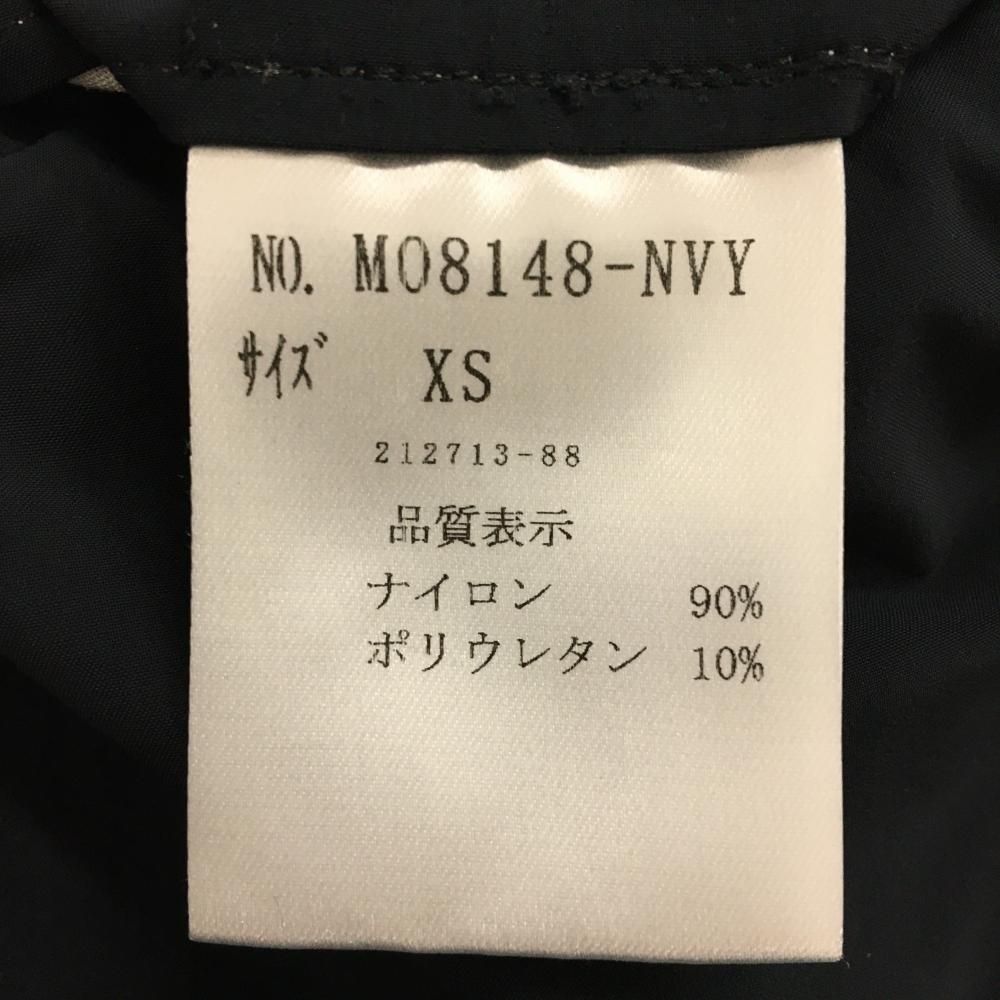 NO. MO8148-NVY
サイズ XS
212713-88
品質表示
ナイロン 90%
ポリウレタン 10%